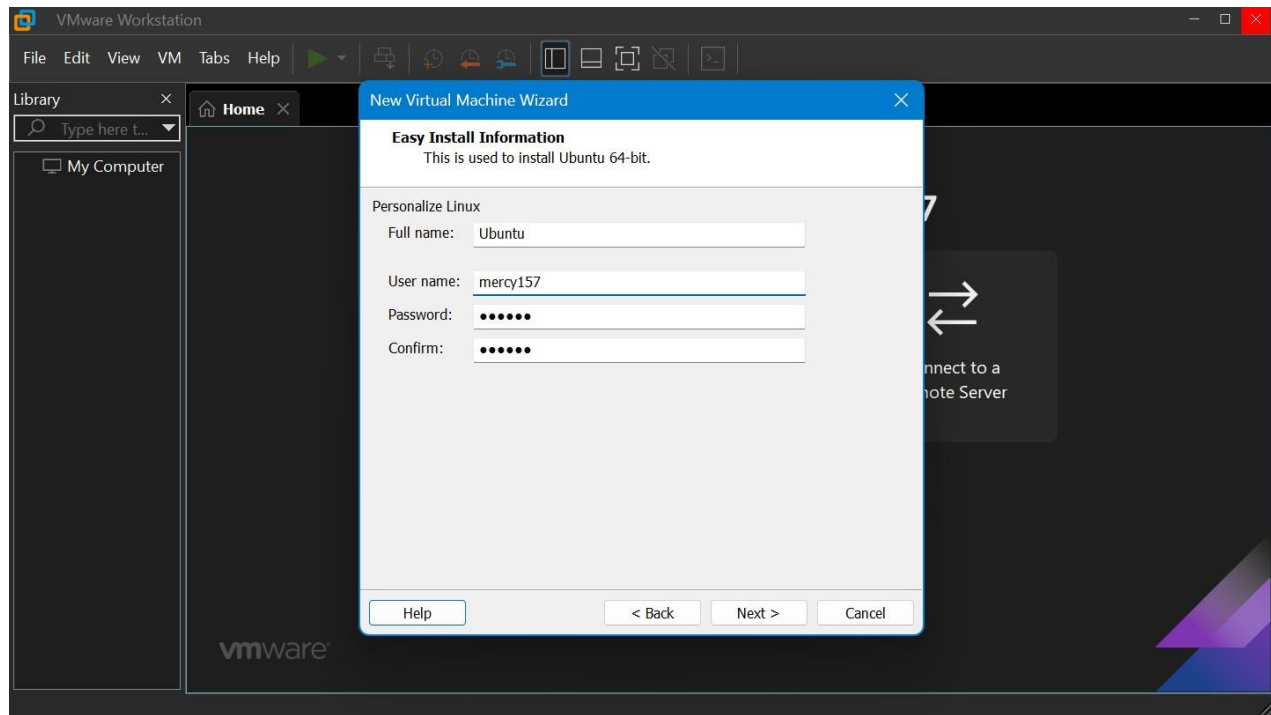 VMware Workstation
File Edit View VM Tabs Help
Library
Type here t...
My Computer
Home
New Virtual Machine Wizard
Easy Install Information
This is used to install Ubuntu 64-bit.
Personalize Linux
Full name: Ubuntu
User name: mercy157
Password: ●●●●●●
Confirm: ●●●●●●
Help < Back Next > Cancel
7
nnect to a
ote Server
vmware